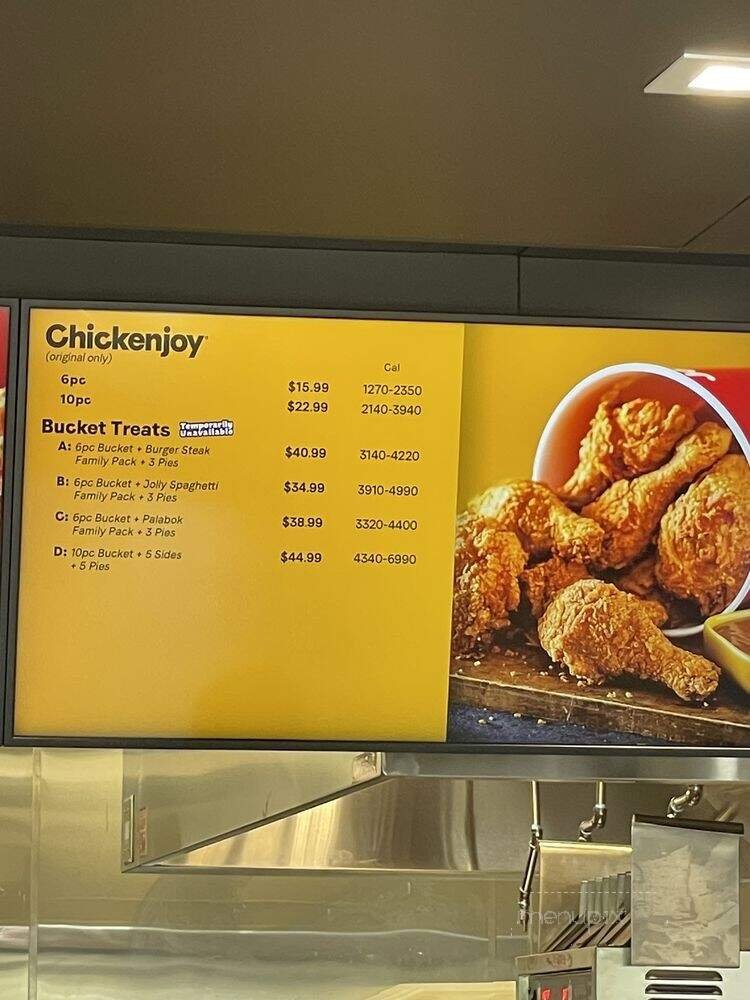 Chickenjoy
(original only)
Cal
6pc $15.99 1270-2350
10pc $22.99 2140-3940
Bucket Treats Temporarily Unavailable
A: 6pc Bucket + Burger Steak $40.99 3140-4220
Family Pack + 3 Pies
B: 6pc Bucket + Jolly Spaghetti $34.99 3910-4990
Family Pack + 3 Pies
C: 6pc Bucket + Palabok $38.99 3320-4400
Family Pack + 3 Pies
D: 10pc Bucket + 5 Sides $44.99 4340-6990
+ 5 Pies
menupix